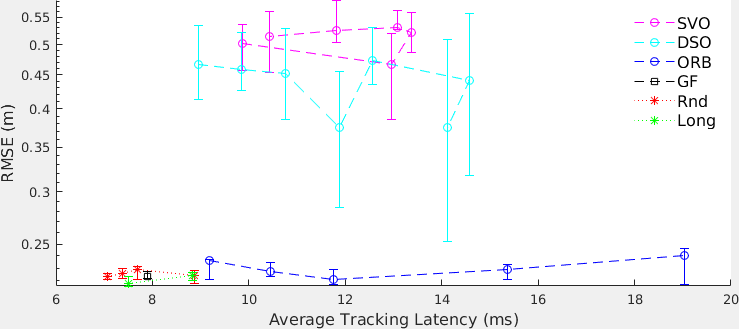 0.55
0.5
0.45
0.4
0.35
0.3
0.25
RMSE (m)
SVO
DSO
ORB
GF
Rnd
Long
6 8 10 12 14 16 18 20
Average Tracking Latency (ms)